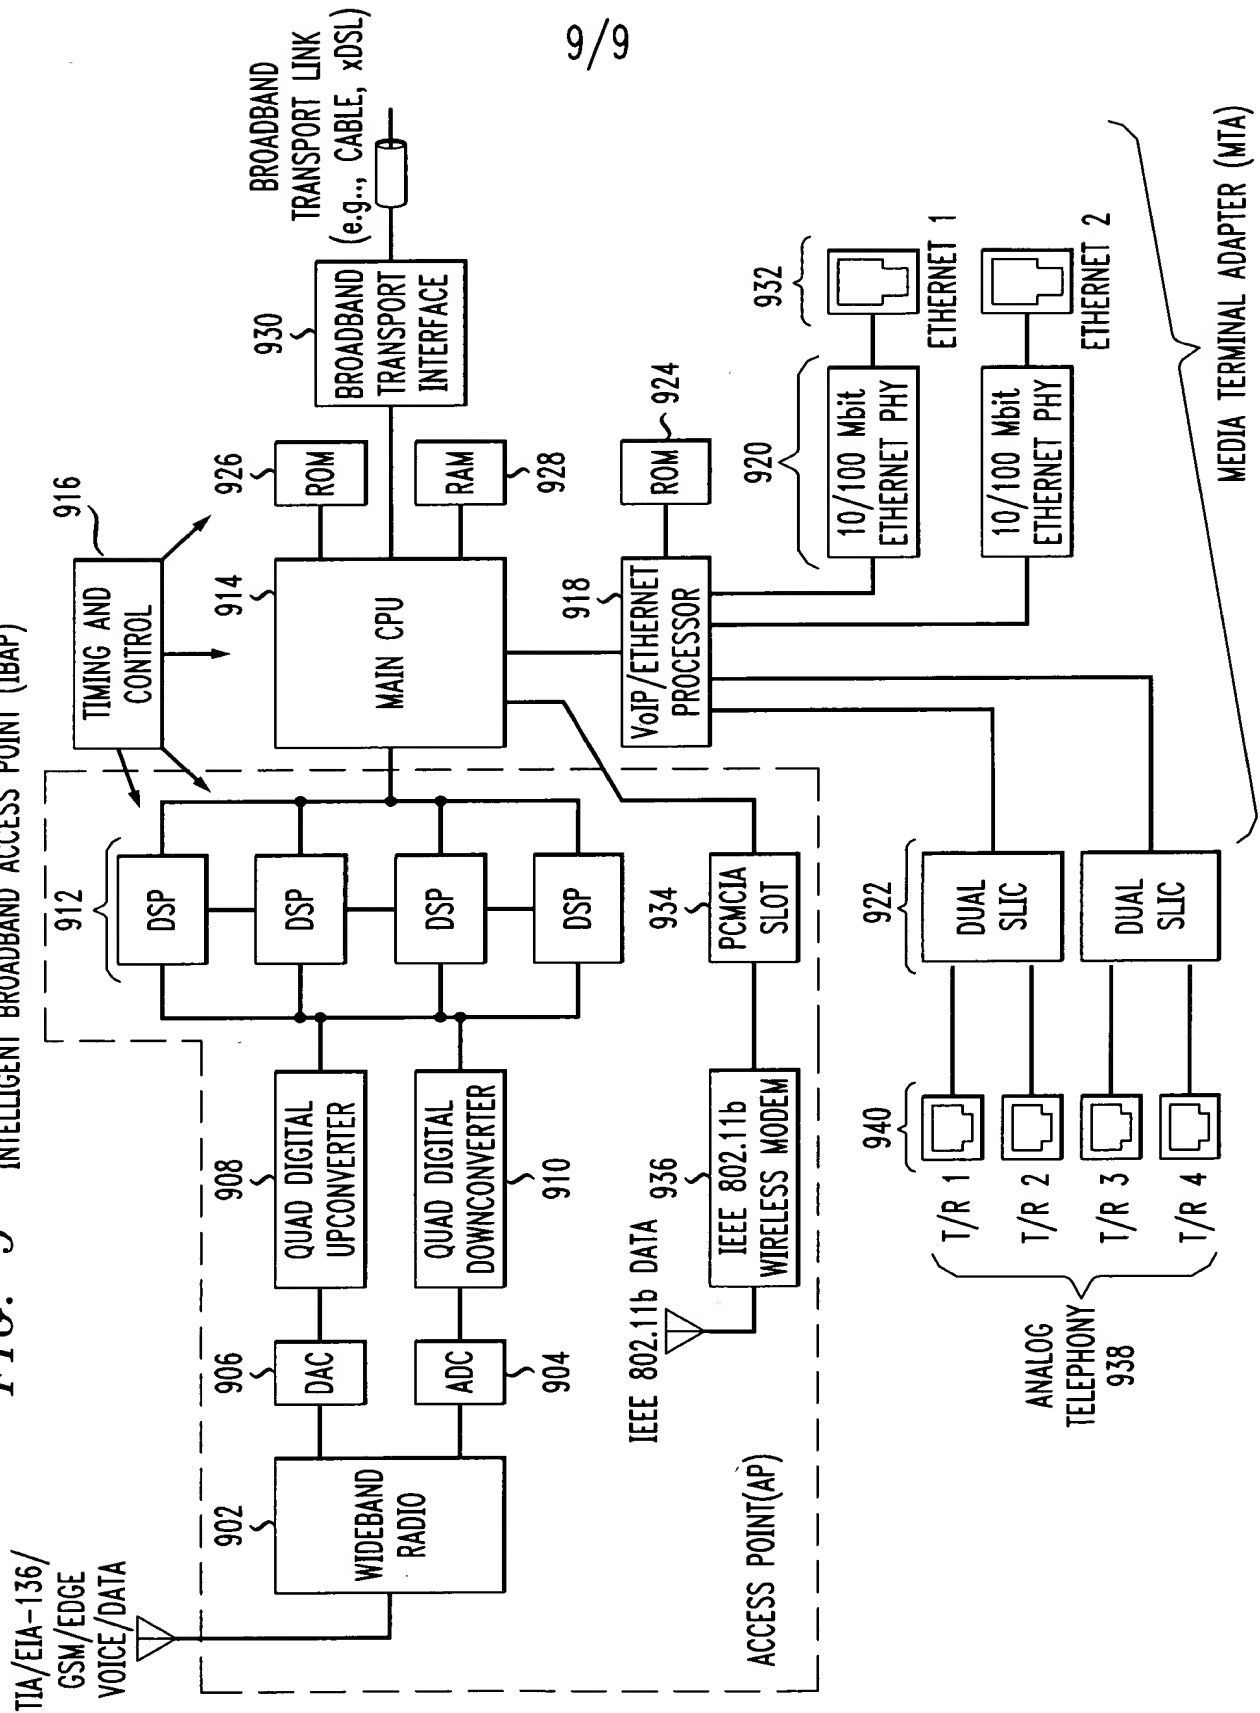 9/9
FIG. 9
INTELLIGENT BROADBAND ACCESS POINT (IBAP)
TIA/EIA-136/
GSM/EDGE
VOICE/DATA
902
WIDEBAND
RADIO
906
DAC
ADC
904
908
QUAD DIGITAL
UPCONVERTER
QUAD DIGITAL
DOWNCONVERTER
910
912
DSP
DSP
DSP
DSP
916
TIMING AND
CONTROL
914
MAIN CPU
926
ROM
RAM
928
930
BROADBAND
TRANSPORT
INTERFACE
BROADBAND
TRANSPORT LINK
(e.g.., CABLE, xDSL)
IEEE 802.11b DATA
936
IEEE 802.11b
WIRELESS MODEM
934
PCMCIA
SLOT
918
VoIP/ETHERNET
PROCESSOR
ROM
924
920
10/100 Mbit
ETHERNET PHY
10/100 Mbit
ETHERNET PHY
932
ETHERNET 1
ETHERNET 2
ACCESS POINT(AP)
922
DUAL
SLIC
DUAL
SLIC
940
T/R 1
T/R 2
T/R 3
T/R 4
ANALOG
TELEPHONY
938
MEDIA TERMINAL ADAPTER (MTA)